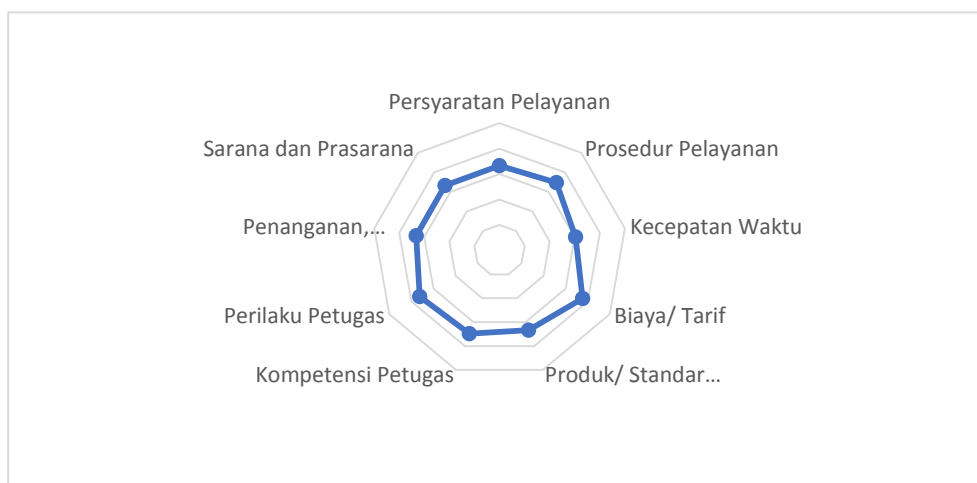 Persyaratan Pelayanan
Prosedur Pelayanan
Kecepatan Waktu
Biaya/ Tarif
Produk/ Standar...
Kompetensi Petugas
Perilaku Petugas
Penanganan,...
Sarana dan Prasarana